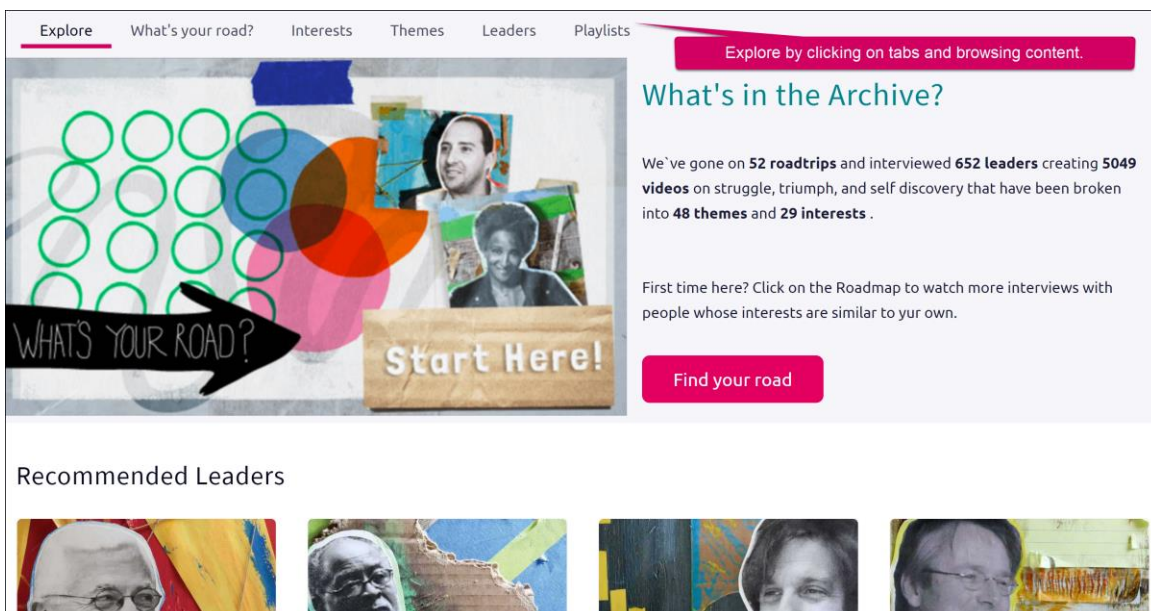 Explore What's your road? Interests Themes Leaders Playlists
Explore by clicking on tabs and browsing content.
What's in the Archive?
We`ve gone on 52 roadtrips and interviewed 652 leaders creating 5049
videos on struggle, triumph, and self discovery that have been broken
into 48 themes and 29 interests .
First time here? Click on the Roadmap to watch more interviews with
people whose interests are similar to yur own.
WHAT'S YOUR ROAD?
Start Here!
Find your road
Recommended Leaders